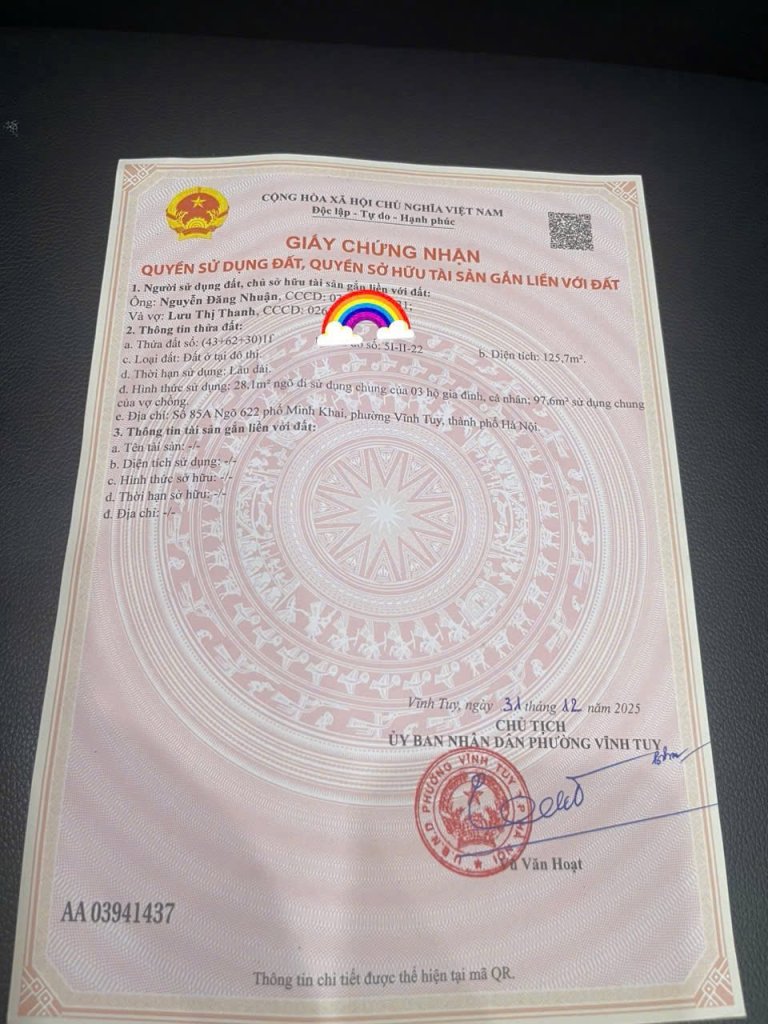 CỘNG HÒA XÃ HỘI CHỦ NGHĨA VIỆT NAM
Độc lập - Tự do - Hạnh phúc
GIẤY CHỨNG NHẬN
QUYỀN SỬ DỤNG ĐẤT, QUYỀN SỞ HỮU TÀI SẢN GẮN LIỀN VỚI ĐẤT
1. Người sử dụng đất, chủ sở hữu tài sản gắn liền với đất:
Ông: Nguyễn Đăng Nhuận, CCCD:
Và vợ: Lưu Thị Thanh, CCCD: 026
2. Thông tin thửa đất:
a. Thửa đất số: (43+62+30)1f số: 51-II-22 b. Diện tích: 125,7m².
c. Loại đất: Đất ở tại đô thị.
d. Thời hạn sử dụng: Lâu dài.
đ. Hình thức sử dụng: 28,1m² ngõ đi sử dụng chung của 03 hộ gia đình, cá nhân; 97,6m² sử dụng chung
của vợ chồng.
e. Địa chỉ: Số 85A Ngõ 622 phố Minh Khai, phường Vĩnh Tuy, thành phố Hà Nội.
3. Thông tin tài sản gắn liền với đất:
a. Tên tài sản: -/-
b. Diện tích sử dụng: -/-
c. Hình thức sở hữu: -/-
d. Thời hạn sở hữu: -/-
đ. Địa chỉ: -/-
Vĩnh Tuy, ngày 31 tháng 12 năm 2025
CHỦ TỊCH
ỦY BAN NHÂN DÂN PHƯỜNG VĨNH TUY
U.B.N.D PHƯỜNG VĨNH TUY T.P HÀ NỘI
Văn Hoạt
AA 03941437
Thông tin chi tiết được thể hiện tại mã QR.